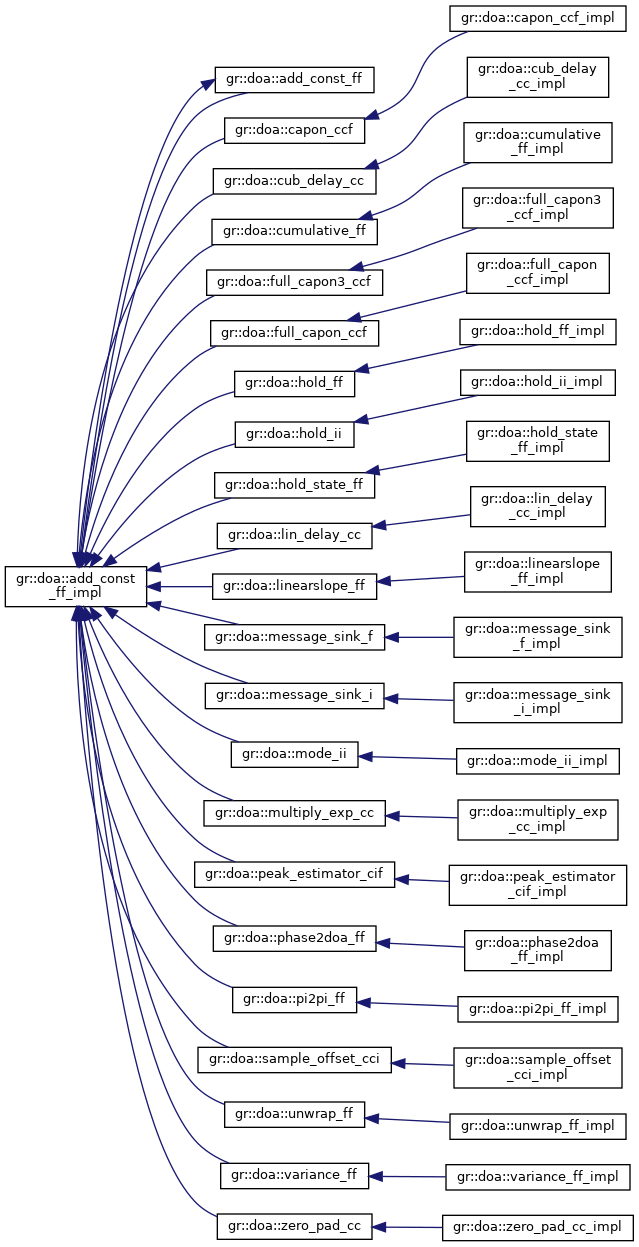 gr::doa::capon_ccf_impl
gr::doa::add_const_ff
gr::doa::cub_delay
_cc_impl
gr::doa::capon_ccf
gr::doa::cumulative
_ff_impl
gr::doa::cub_delay_cc
gr::doa::full_capon3
_ccf_impl
gr::doa::cumulative_ff
gr::doa::full_capon
_ccf_impl
gr::doa::full_capon3_ccf
gr::doa::hold_ff_impl
gr::doa::full_capon_ccf
gr::doa::hold_ii_impl
gr::doa::hold_ff
gr::doa::hold_state
_ff_impl
gr::doa::hold_ii
gr::doa::hold_state_ff
gr::doa::lin_delay
_cc_impl
gr::doa::lin_delay_cc
gr::doa::linearslope
_ff_impl
gr::doa::add_const
_ff_impl
gr::doa::linearslope_ff
gr::doa::message_sink
_f_impl
gr::doa::message_sink_f
gr::doa::message_sink
_i_impl
gr::doa::message_sink_i
gr::doa::mode_ii
gr::doa::mode_ii_impl
gr::doa::multiply_exp_cc
gr::doa::multiply_exp
_cc_impl
gr::doa::peak_estimator_cif
gr::doa::peak_estimator
_cif_impl
gr::doa::phase2doa_ff
gr::doa::phase2doa
_ff_impl
gr::doa::pi2pi_ff
gr::doa::pi2pi_ff_impl
gr::doa::sample_offset_cci
gr::doa::sample_offset
_cci_impl
gr::doa::unwrap_ff
gr::doa::unwrap_ff_impl
gr::doa::variance_ff
gr::doa::variance_ff_impl
gr::doa::zero_pad_cc
gr::doa::zero_pad_cc_impl